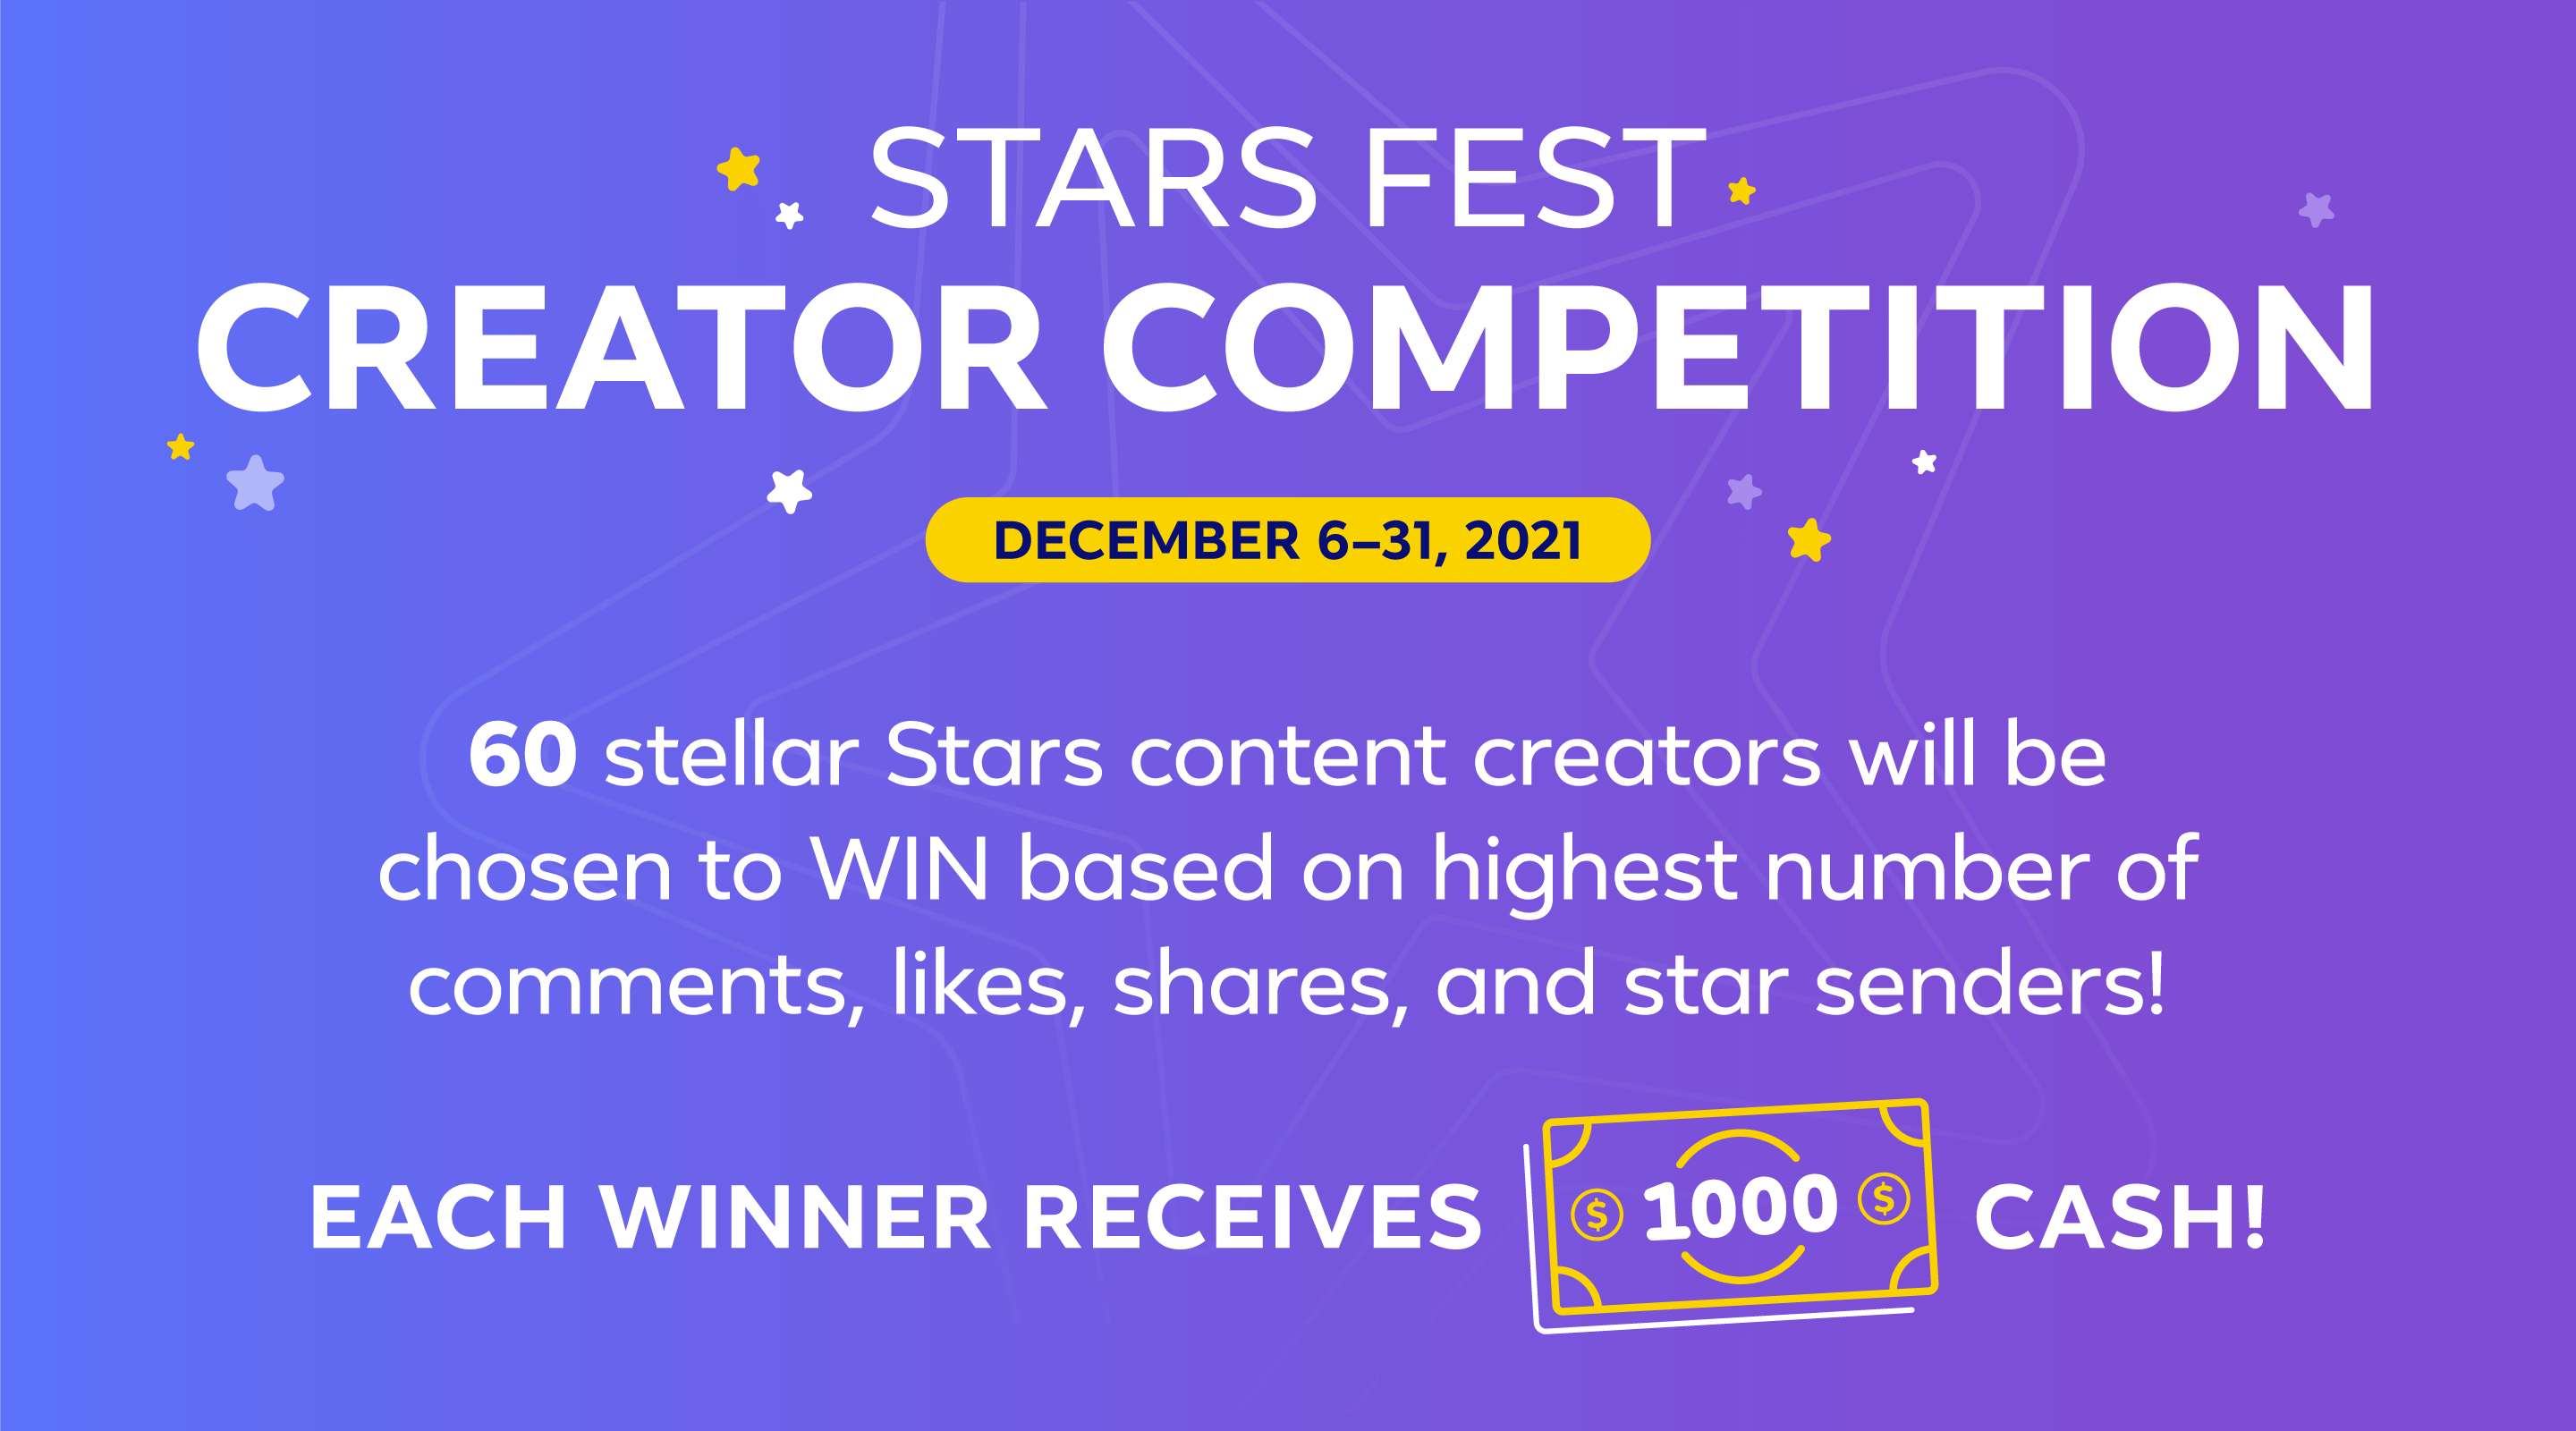 STARS FEST
CREATOR COMPETITION
DECEMBER 6–31, 2021
60 stellar Stars content creators will be
chosen to WIN based on highest number of
comments, likes, shares, and star senders!
EACH WINNER RECEIVES $ 1000 $ CASH!